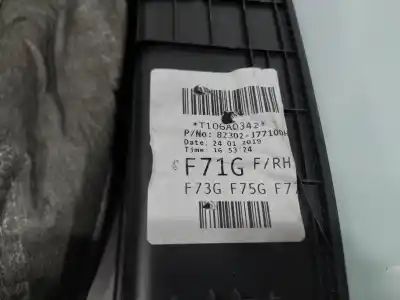 *T106A0342*
P/No: 82302-J7710
Date: 24 01 2019
Time: 16 53 24
F71G F/RH
F73G F75G